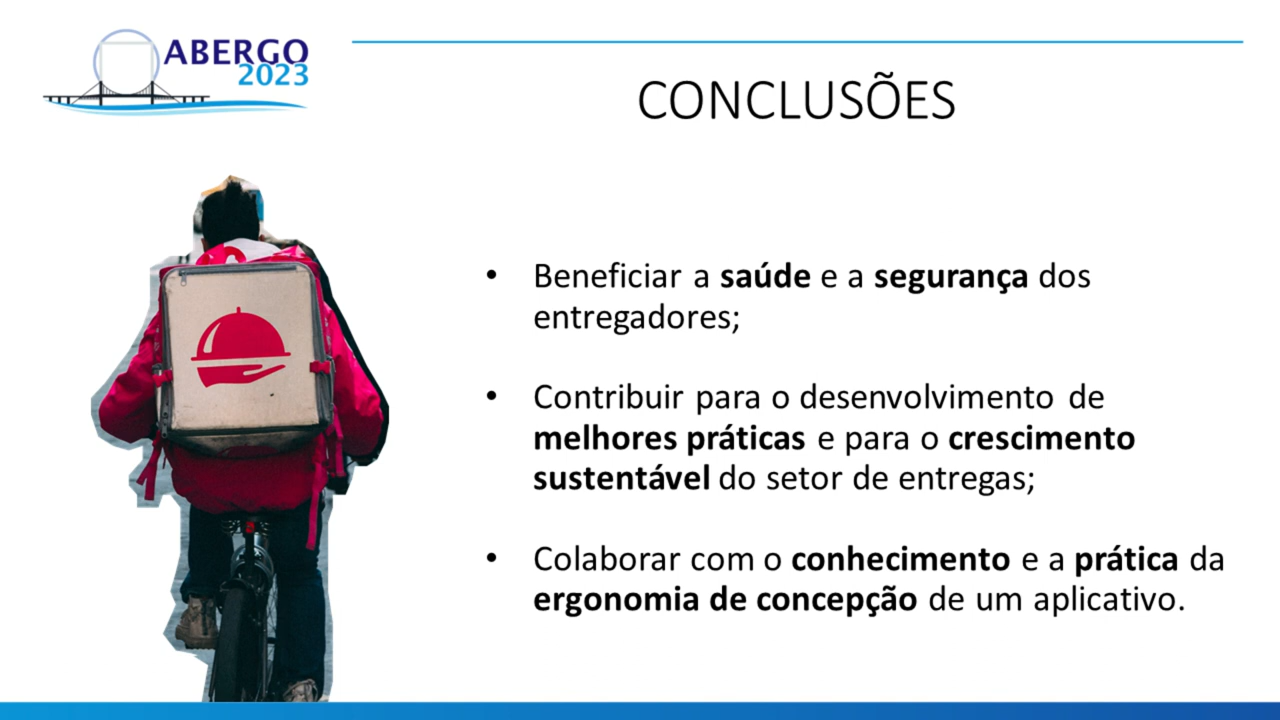 ABERGO
2023
CONCLUSÕES
• Beneficiar a saúde e a segurança dos
entregadores;
• Contribuir para o desenvolvimento de
melhores práticas e para o crescimento
sustentável do setor de entregas;
• Colaborar com o conhecimento e a prática da
ergonomia de concepção de um aplicativo.